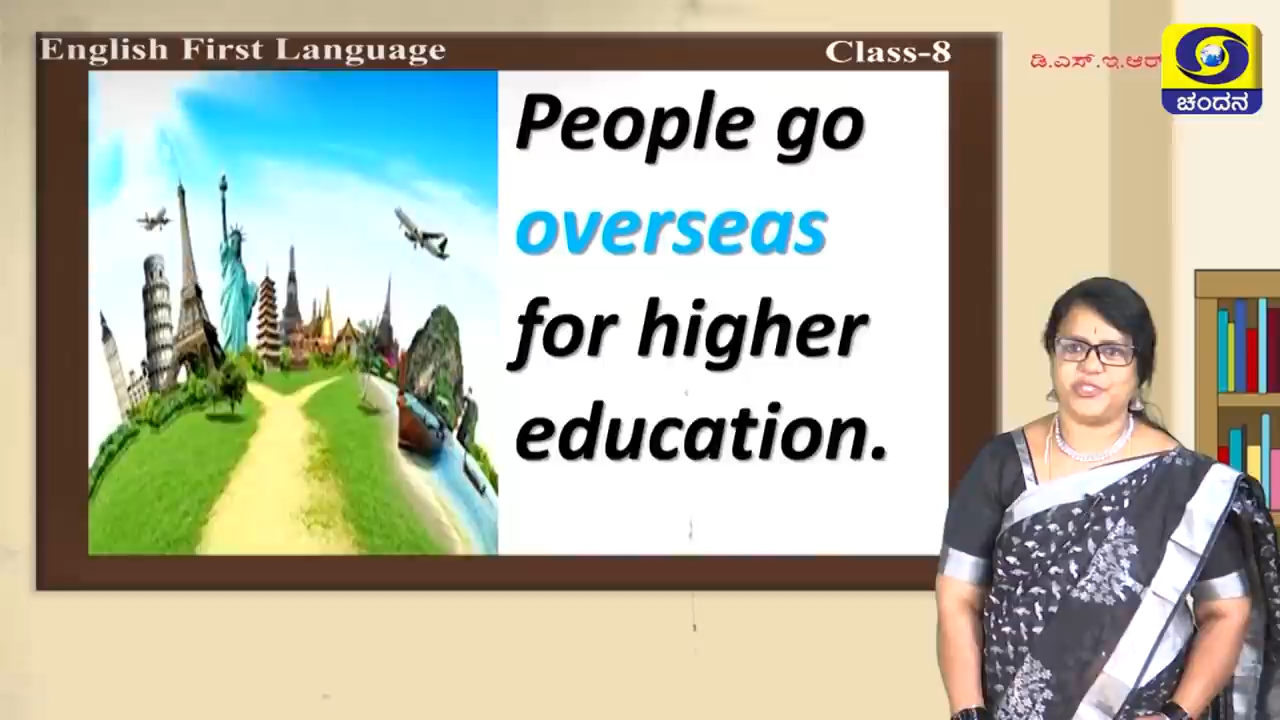 English First Language
Class-8
ಡಿ.ಎಸ್.ಇ.ಆರ್
ಚಂದನ
People go
overseas
for higher
education.